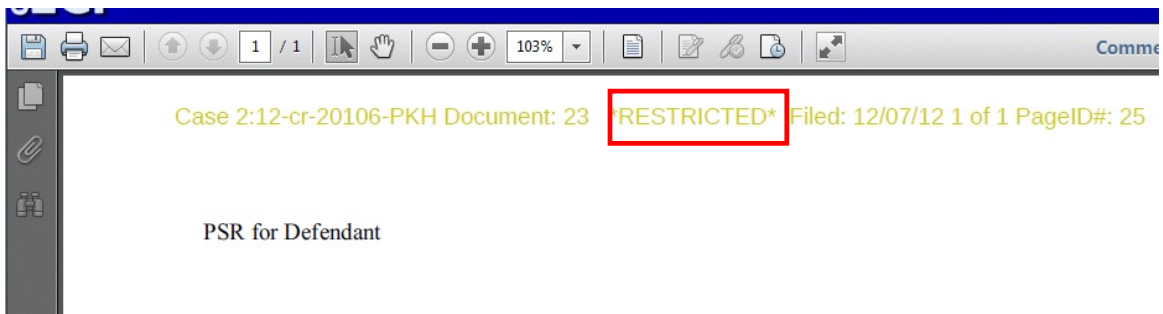 1 / 1 103% Comme
Case 2:12-cr-20106-PKH Document: 23 *RESTRICTED* Filed: 12/07/12 1 of 1 PageID#: 25
PSR for Defendant